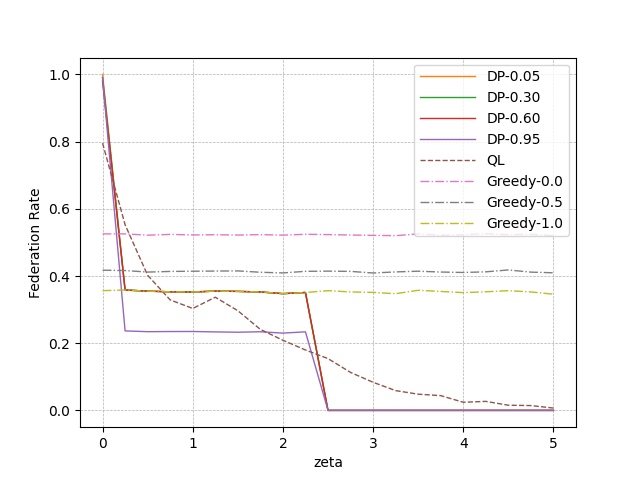 1.0
0.8
0.6
0.4
0.2
0.0
Federation Rate
DP-0.05
DP-0.30
DP-0.60
DP-0.95
QL
Greedy-0.0
Greedy-0.5
Greedy-1.0
0 1 2 3 4 5
zeta